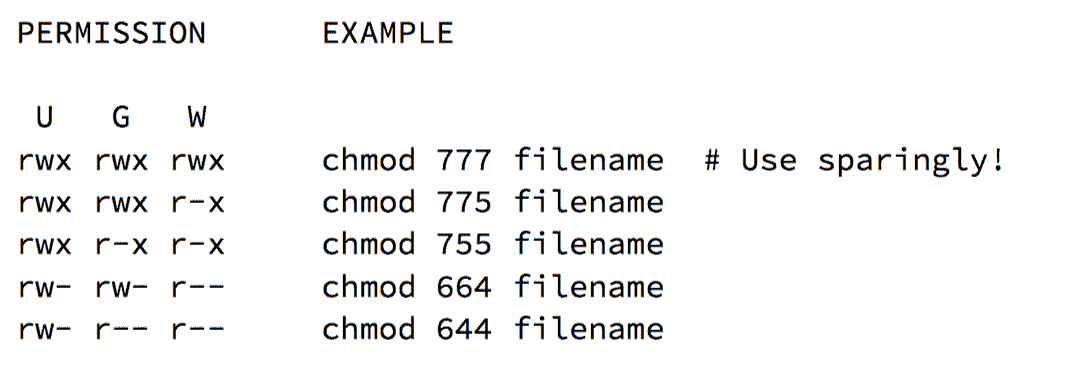 PERMISSION EXAMPLE
U G W
rwx rwx rwx chmod 777 filename # Use sparingly!
rwx rwx r-x chmod 775 filename
rwx r-x r-x chmod 755 filename
rw- rw- r-- chmod 664 filename
rw- r-- r-- chmod 644 filename